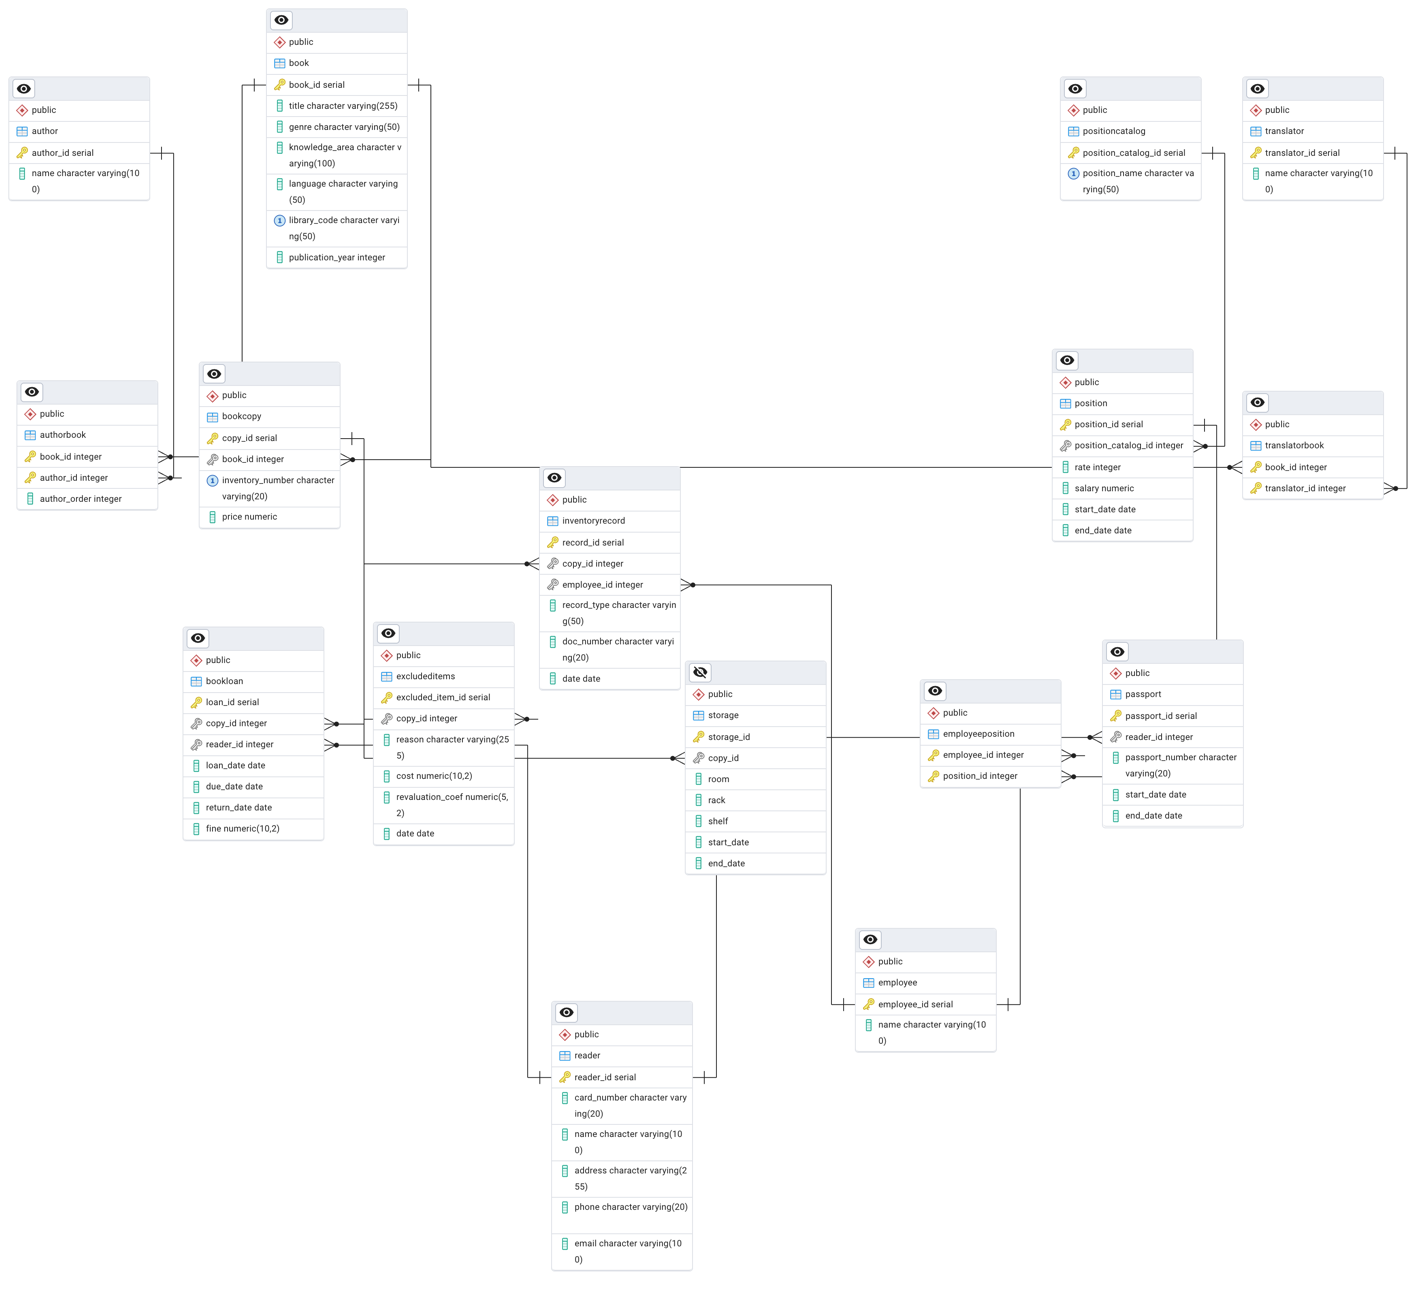 public
book
book_id serial
title character varying(255)
genre character varying(50)
knowledge_area character v
arying(100)
language character varying
(50)
library_code character varyi
ng(50)
publication_year integer
public
author
author_id serial
name character varying(10
0)
public
positioncatalog
position_catalog_id serial
position_name character va
rying(50)
public
translator
translator_id serial
name character varying(10
0)
public
authorbook
book_id integer
author_id integer
author_order integer
public
bookcopy
copy_id serial
book_id integer
inventory_number character
varying(20)
price numeric
public
inventoryrecord
record_id serial
copy_id integer
employee_id integer
record_type character varyin
g(50)
doc_number character varyi
ng(20)
date date
public
position
position_id serial
position_catalog_id integer
rate integer
salary numeric
start_date date
end_date date
public
translatorbook
book_id integer
translator_id integer
public
bookloan
loan_id serial
copy_id integer
reader_id integer
loan_date date
due_date date
return_date date
fine numeric(10,2)
public
excludeditems
excluded_item_id serial
copy_id integer
reason character varying(25
5)
cost numeric(10,2)
revaluation_coef numeric(5,
2)
date date
public
storage
storage_id
copy_id
room
rack
shelf
start_date
end_date
public
employeeposition
employee_id integer
position_id integer
public
passport
passport_id serial
reader_id integer
passport_number character
varying(20)
start_date date
end_date date
public
employee
employee_id serial
name character varying(10
0)
public
reader
reader_id serial
card_number character vary
ing(20)
name character varying(10
0)
address character varying(2
55)
phone character varying(20)
email character varying(10
0)